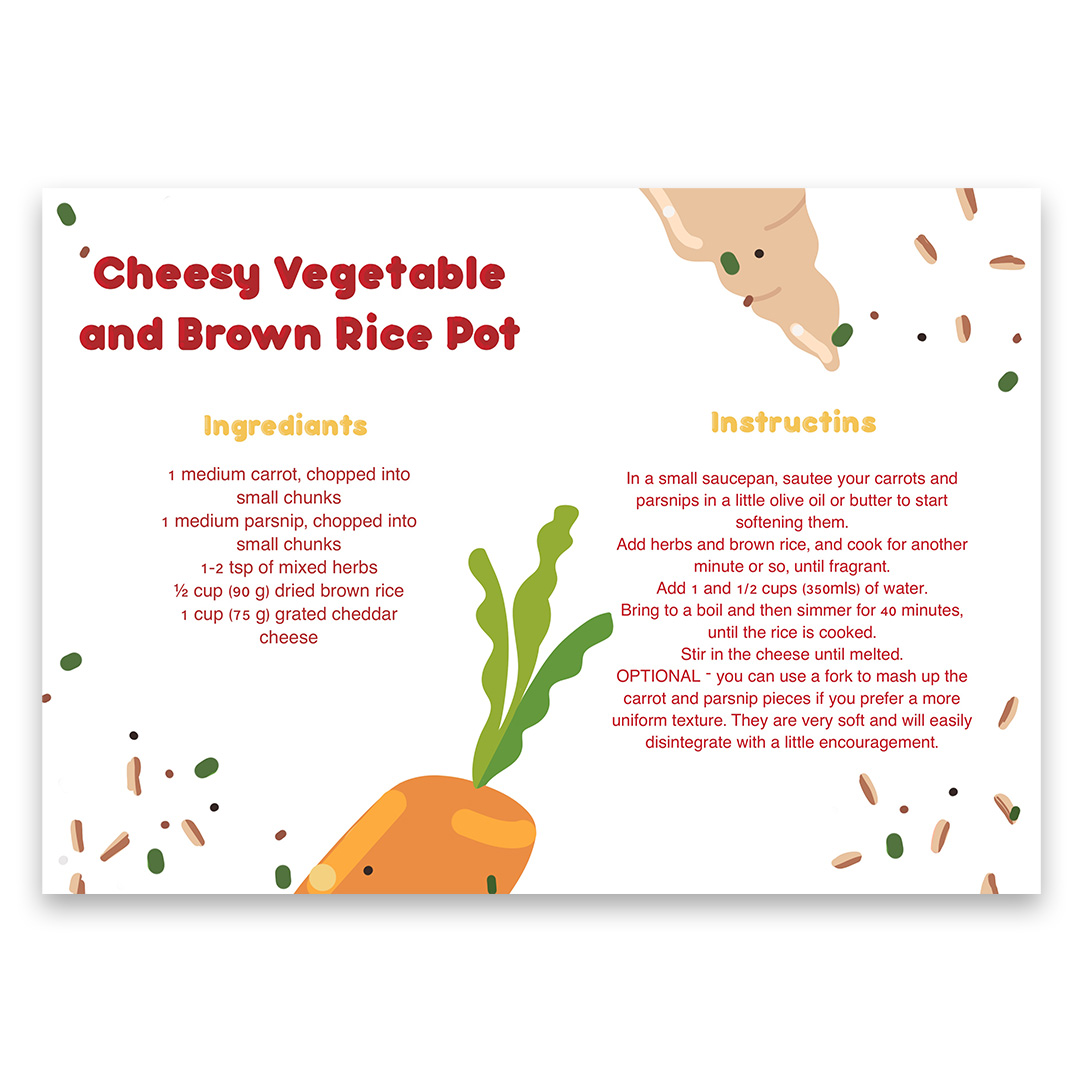 Cheesy Vegetable
and Brown Rice Pot
Ingrediants
1 medium carrot, chopped into
small chunks
1 medium parsnip, chopped into
small chunks
1-2 tsp of mixed herbs
½ cup (90 g) dried brown rice
1 cup (75 g) grated cheddar
cheese
Instructins
In a small saucepan, sautee your carrots and
parsnips in a little olive oil or butter to start
softening them.
Add herbs and brown rice, and cook for another
minute or so, until fragrant.
Add 1 and 1/2 cups (350mls) of water.
Bring to a boil and then simmer for 40 minutes,
until the rice is cooked.
Stir in the cheese until melted.
OPTIONAL - you can use a fork to mash up the
carrot and parsnip pieces if you prefer a more
uniform texture. They are very soft and will easily
disintegrate with a little encouragement.